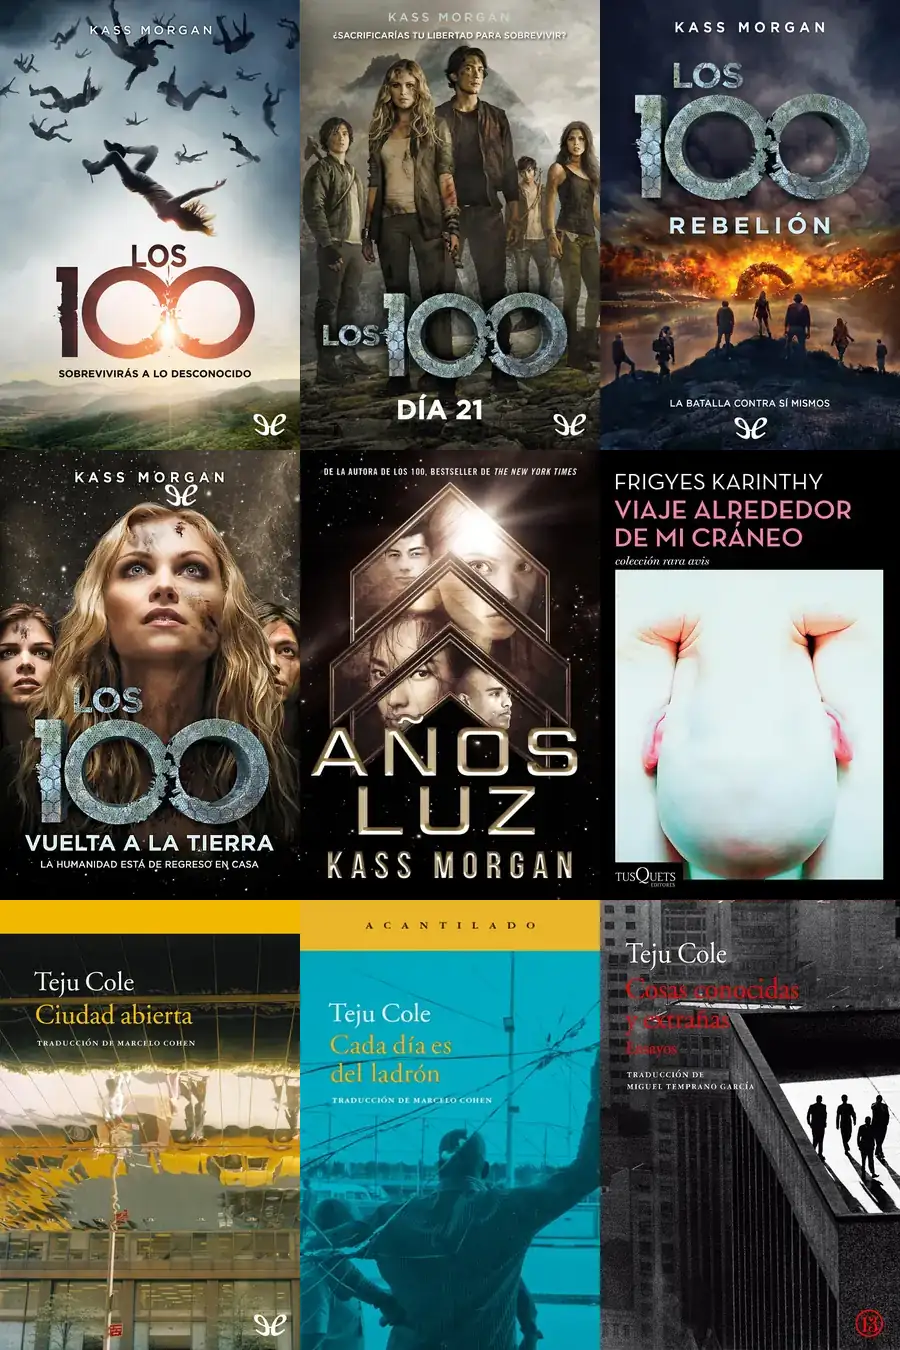 KASS MORGAN
LOS
100
SOBREVIVIRÁS A LO DESCONOCIDO
KASS MORGAN
¿SACRIFICARÍAS TU LIBERTAD PARA SOBREVIVIR?
LOS 100
DÍA 21
KASS MORGAN
LOS
100
REBELIÓN
LA BATALLA CONTRA SÍ MISMOS
KASS MORGAN
LOS
100
VUELTA A LA TIERRA
LA HUMANIDAD ESTÁ DE REGRESO EN CASA
DE LA AUTORA DE LOS 100, BESTSELLER DE THE NEW YORK TIMES
AÑOS
LUZ
KASS MORGAN
FRIGYES KARINTHY
VIAJE ALREDEDOR
DE MI CRÁNEO
colección rara avis
TUSQUETS
EDITORES
Teju Cole
Ciudad abierta
TRADUCCIÓN DE MARCELO COHEN
ACANTILADO
Teju Cole
Cada día es
del ladrón
TRADUCCIÓN DE MARCELO COHEN
Teju Cole
Cosas conocidas
y extrañas
Ensayos
TRADUCCIÓN DE
MIGUEL TEMPRANO GARCÍA
13